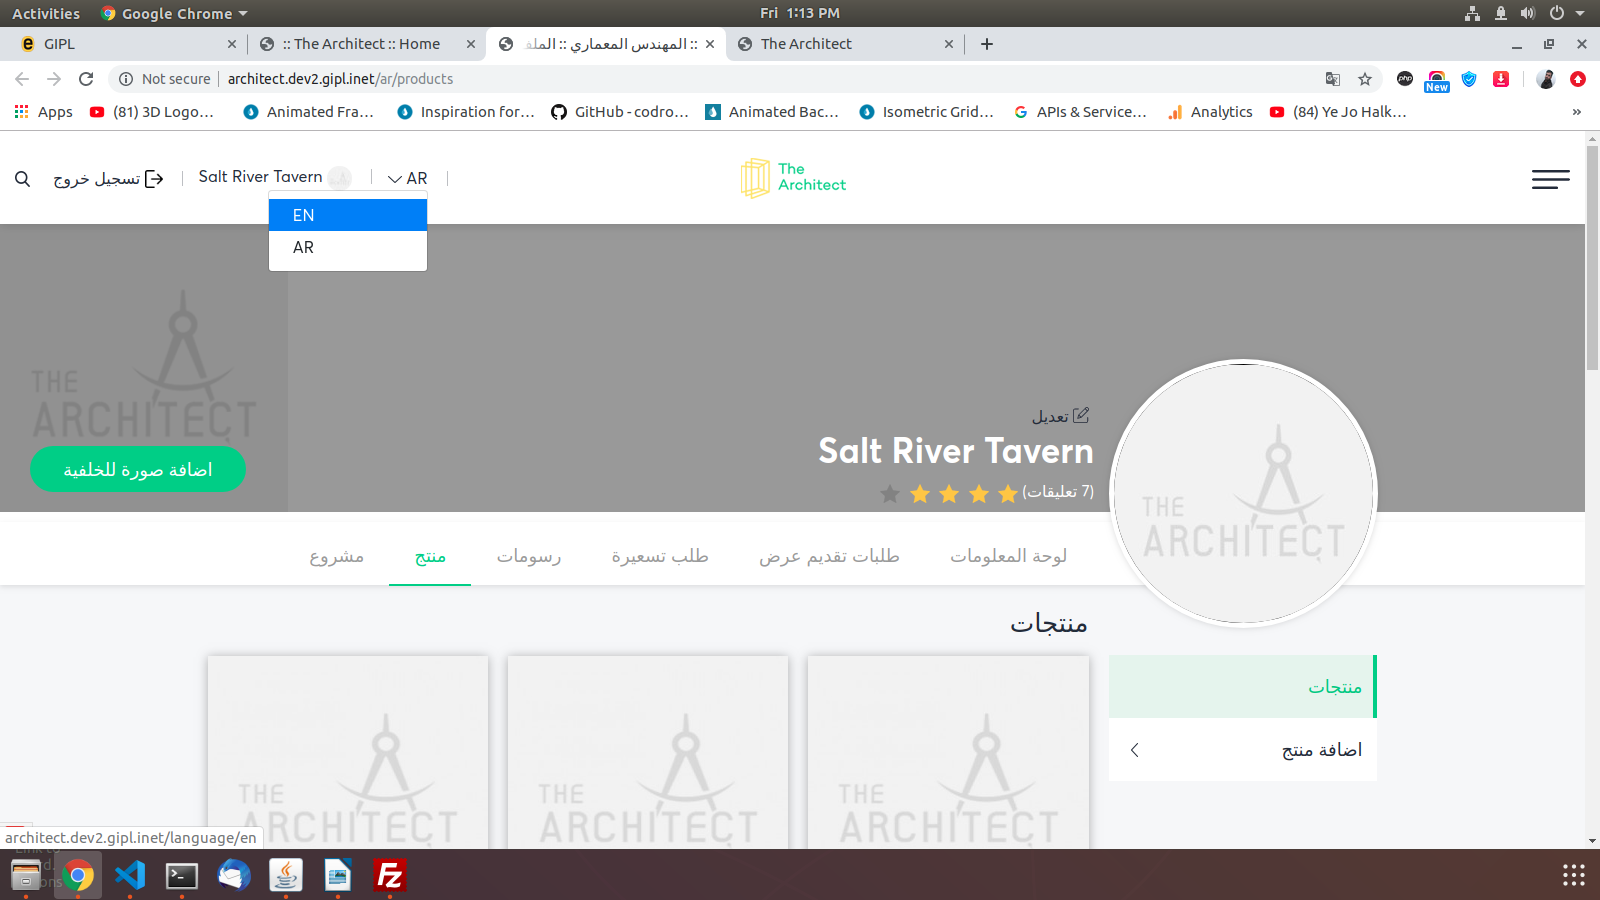 Activities
Google Chrome
Fri 1:13 PM
GIPL
:: The Architect :: Home
:: المهندس المعماري :: الملف
The Architect
Not secure
architect.dev2.gipl.inet/ar/products
Apps
(81) 3D Logo…
Animated Fra…
Inspiration for…
GitHub - codro…
Animated Bac…
Isometric Grid…
APIs & Service…
Analytics
(84) Ye Jo Halk…
»
php
New
تسجيل خروج
Salt River Tavern
AR
EN
AR
The
Architect
THE
ARCHITECT
اضافة صورة للخلفية
تعديل
Salt River Tavern
(7 تعليقات)
THE
ARCHITECT
لوحة المعلومات
طلبات تقديم عرض
طلب تسعيرة
رسومات
منتج
مشروع
منتجات
منتجات
اضافة منتج
THE
ARCHITECT
THE
ARCHITECT
THE
ARCHITECT
architect.dev2.gipl.inet/language/en